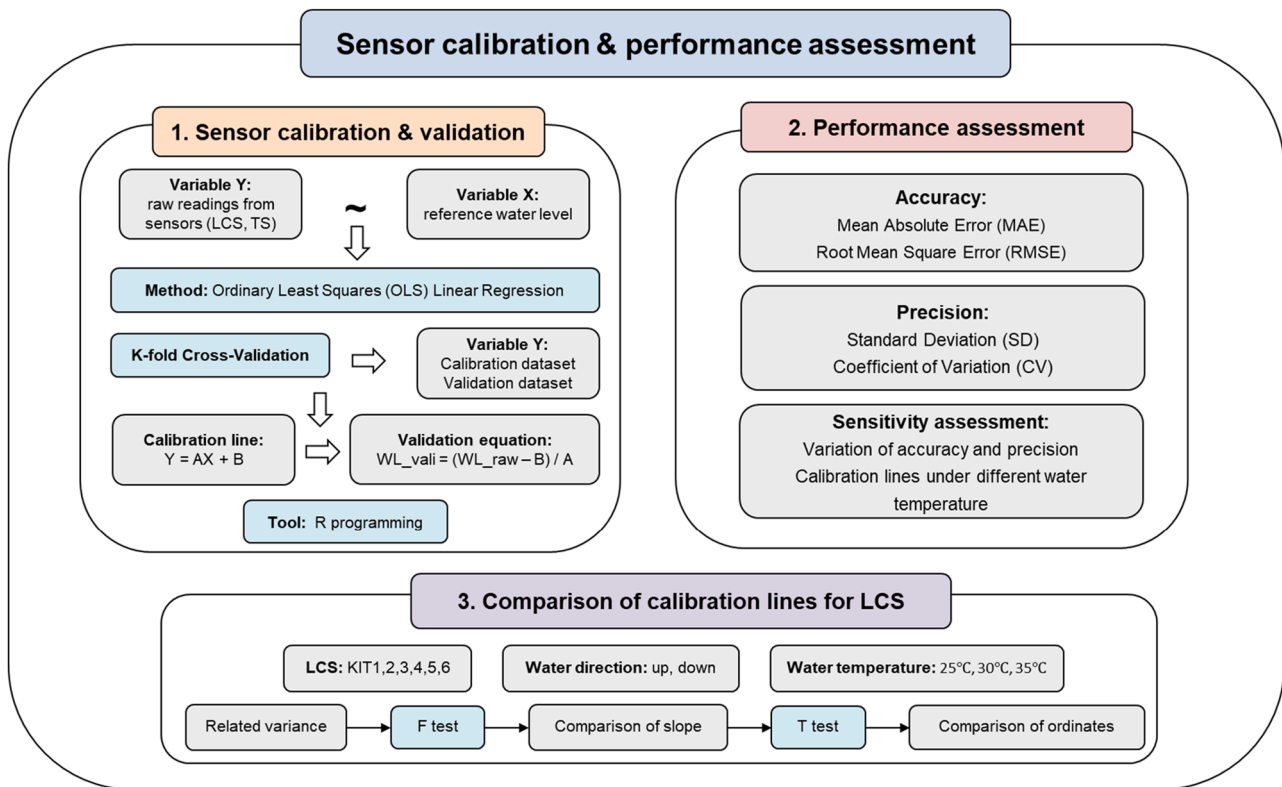 Sensor calibration & performance assessment
1. Sensor calibration & validation
Variable Y:
raw readings from
sensors (LCS, TS)
~
Variable X:
reference water level
Method: Ordinary Least Squares (OLS) Linear Regression
K-fold Cross-Validation
Variable Y:
Calibration dataset
Validation dataset
Calibration line:
Y = AX + B
Validation equation:
WL_vali = (WL_raw – B) / A
Tool: R programming
2. Performance assessment
Accuracy:
Mean Absolute Error (MAE)
Root Mean Square Error (RMSE)
Precision:
Standard Deviation (SD)
Coefficient of Variation (CV)
Sensitivity assessment:
Variation of accuracy and precision
Calibration lines under different water
temperature
3. Comparison of calibration lines for LCS
LCS: KIT1,2,3,4,5,6
Water direction: up, down
Water temperature: 25℃, 30℃, 35℃
Related variance
F test
Comparison of slope
T test
Comparison of ordinates